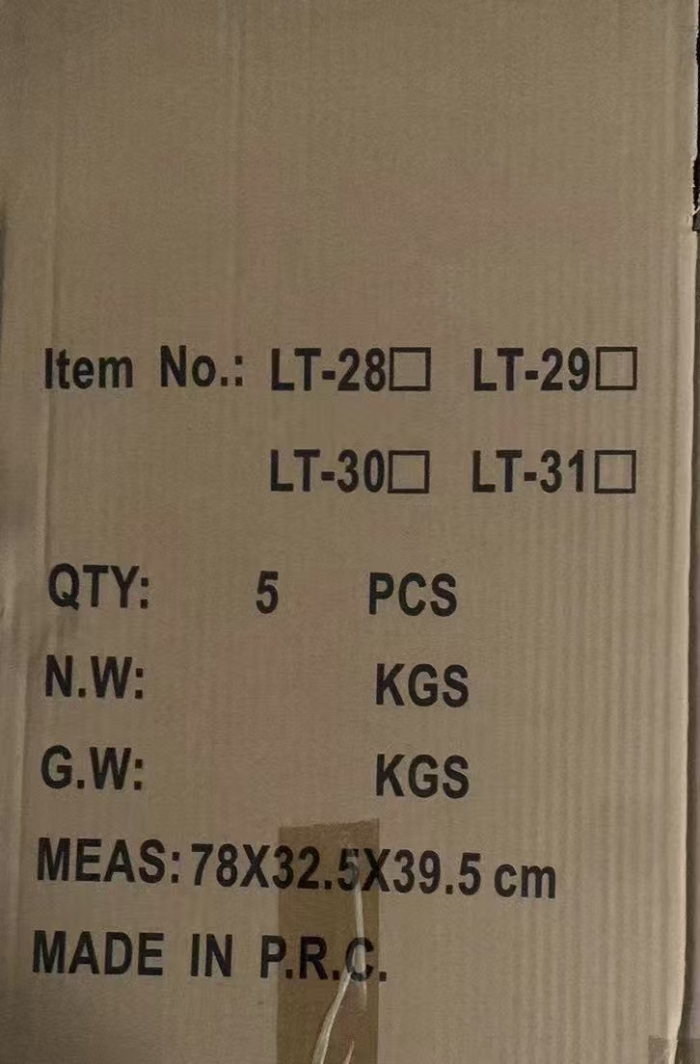 Item No.: LT-28□ LT-29□
LT-30□ LT-31□
QTY: 5 PCS
N.W: KGS
G.W: KGS
MEAS: 78X32.5X39.5 cm
MADE IN P.R.C.